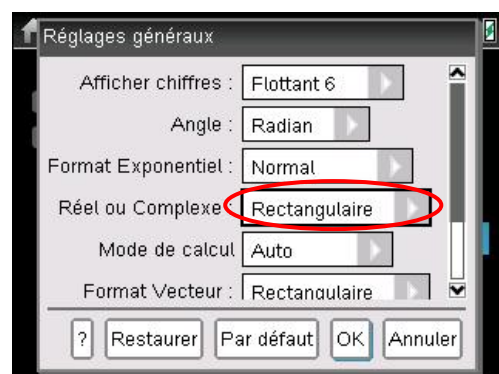 Réglages généraux
Afficher chiffres : Flottant 6
Angle : Radian
Format Exponentiel : Normal
Réel ou Complexe : Rectangulaire
Mode de calcul Auto
Format Vecteur : Rectangulaire
? Restaurer Par défaut OK Annuler